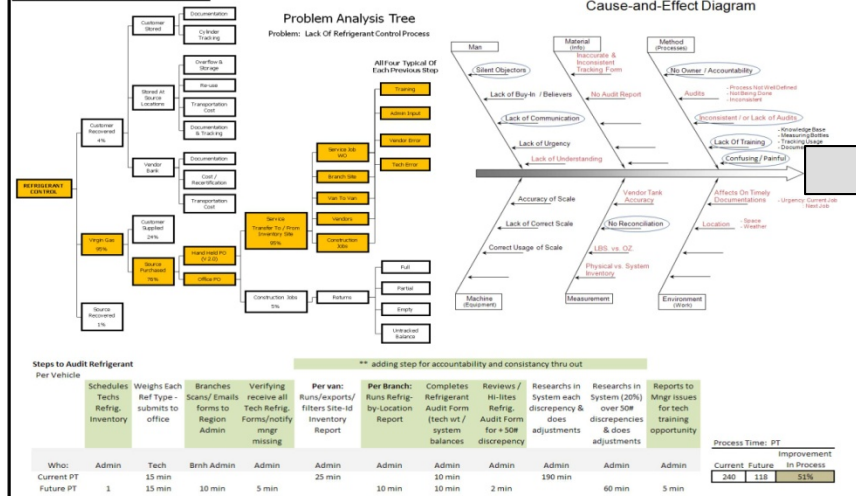 Problem Analysis Tree
Problem: Lack Of Refrigerant Control Process
All Four Typical Of
Each Previous Step
REFRIGERANT
CONTROL
Customer
Recovered
4%
Virgin Gas
95%
Source
Recovered
1%
Customer
Stored
Stored At
Source
Locations
Vendor
Bank
Customer
Supplied
24%
Source
Purchased
76%
Documentation
Cylinder
Tracking
Overflow &
Storage
Re-use
Transportation
Cost
Documentation
& Tracking
Documentation
Cost /
Recertification
Transportation
Cost
Hand Held PO
(V 2.0)
Office PO
Service
Transfer To / From
Inventory Site
95%
Construction Jobs
5%
Service Job
WO
Branch Site
Van To Van
Vendors
Construction
Jobs
Returns
Training
Admin Input
Vendor Error
Tech Error
Full
Partial
Empty
Untracked
Balance
Cause-and-Effect Diagram
Man
Silent Objectors
Lack of Buy-In / Believers
Lack of Communication
Lack of Urgency
Lack of Understanding
Material
(Info)
Inaccurate &
Inconsistent
Tracking Form
No Audit Report
Method
(Processes)
No Owner / Accountability
Audits
- Process Not Well Defined
- Not Being Done
- Inconsistent
Inconsistent / or Lack of Audits
Lack Of Training
- Knowledge Base
- Measuring Bottles
- Tracking Usage
Confusing / Painful
Accuracy of Scale
Lack of Correct Scale
Correct Usage of Scale
Machine
(Equipment)
Vendor Tank
Accuracy
No Reconciliation
LBS. vs. OZ.
Physical vs. System
Inventory
Measurement
Affects On Timely
Documentations
- Urgency: Current Job
Next Job
Location
- Space
- Weather
Environment
(Work)
Steps to Audit Refrigerant
** adding step for accountability and consistancy thru out
Per Vehicle
Schedules
Techs
Refrig.
Inventory
Weighs Each
Ref Type -
submits to
office
Branches
Scans/ Emails
forms to
Region
Admin
Verifying
receive all
Tech Refrig.
Forms/notify
mngr
missing
Per van:
Runs/exports/
filters Site-Id
Inventory
Report
Per Branch:
Runs Refrig-
by-Location
Report
Completes
Refrigerant
Audit Form
(tech wt /
system
balances
Reviews /
Hi-lites
Refrig.
Audit Form
for + 50#
discrepency
Researchs in
System each
discrepency &
does
adjustments
Researchs in
System (20%)
over 50#
discrepencies
& does
adjustments
Reports to
Mngr issues
for tech
training
opportunity
Who: Admin Tech Brnh Admin Admin Admin Admin Admin Admin Admin Admin Admin
Current PT 15 min 25 min 10 min 190 min
Future PT 1 15 min 10 min 5 min 10 min 10 min 2 min 60 min 5 min
Process Time: PT
Improvement
Current Future In Process
240 118 51%